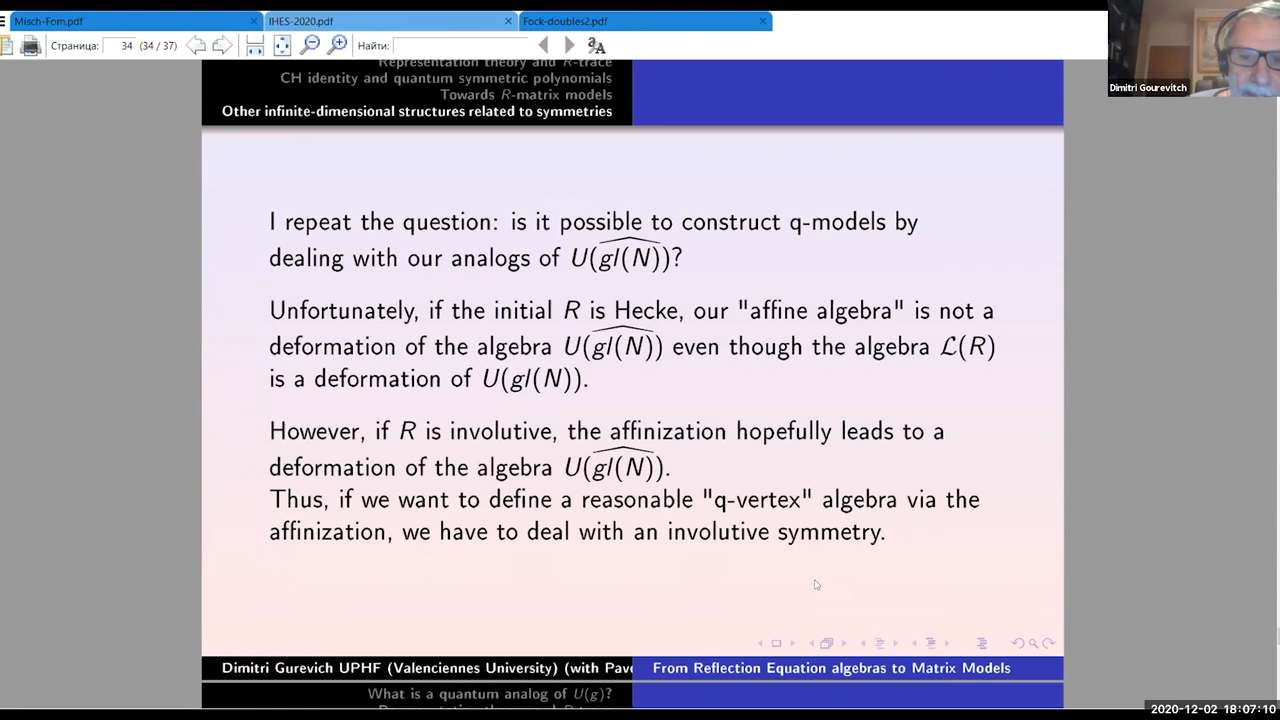 Misch-Fom.pdf × IHES-2020.pdf × Fock-doubles2.pdf ×
Страница: 34 (34 / 37) Найти:
Dimitri Gourevitch
Representation theory and R-trace
CH identity and quantum symmetric polynomials
Towards R-matrix models
Other infinite-dimensional structures related to symmetries
I repeat the question: is it possible to construct q-models by
dealing with our analogs of U(\widehat{gl(N)})?
Unfortunately, if the initial R is Hecke, our "affine algebra" is not a
deformation of the algebra U(\widehat{gl(N)}) even though the algebra ℒ(R)
is a deformation of U(gl(N)).
However, if R is involutive, the affinization hopefully leads to a
deformation of the algebra U(\widehat{gl(N)}).
Thus, if we want to define a reasonable "q-vertex" algebra via the
affinization, we have to deal with an involutive symmetry.
Dimitri Gurevich UPHF (Valenciennes University) (with Pav From Reflection Equation algebras to Matrix Models
What is a quantum analog of U(g)?
2020-12-02 18:07:10